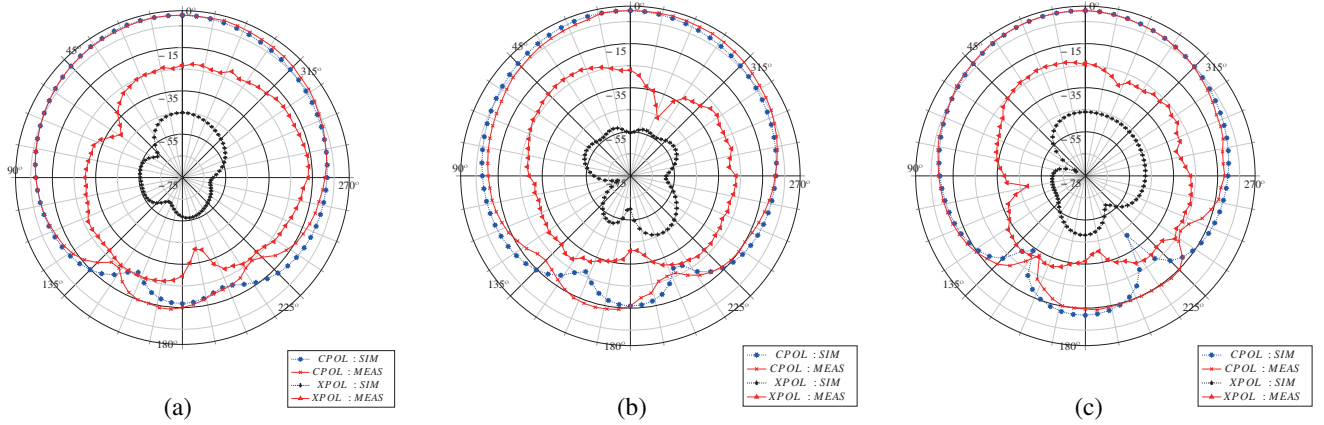 0°
45°
315°
−15
−35
−55
−75
90°
270°
135°
225°
180°
CPOL : SIM
CPOL : MEAS
XPOL : SIM
XPOL : MEAS
(a)
0°
45°
315°
−15
−35
−55
−75
90°
270°
135°
225°
180°
CPOL : SIM
CPOL : MEAS
XPOL : SIM
XPOL : MEAS
(b)
0°
45°
315°
−15
−35
−55
−75
90°
270°
135°
225°
180°
CPOL : SIM
CPOL : MEAS
XPOL : SIM
XPOL : MEAS
(c)